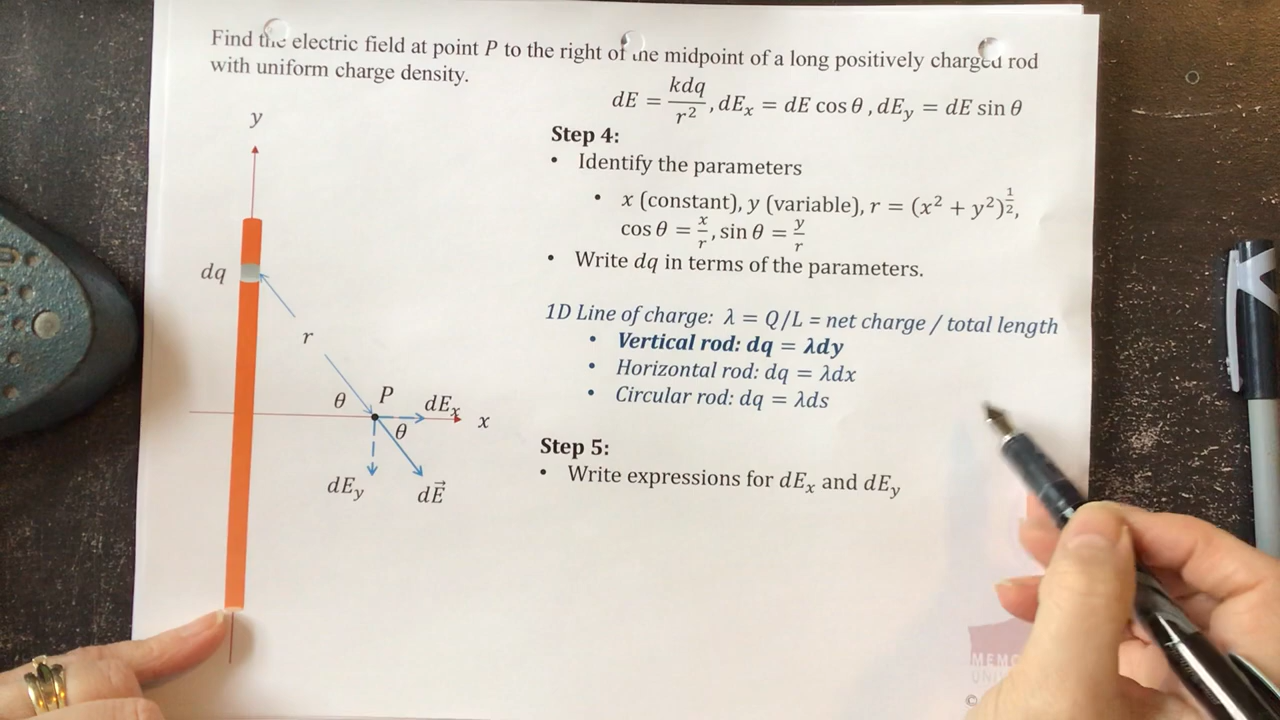 Find the electric field at point P to the right of the midpoint of a long positively charged rod
with uniform charge density.
dE = kdq/r², dEₓ = dE cos θ, dE_y = dE sin θ
Step 4:
• Identify the parameters
• x (constant), y (variable), r = (x² + y²)^(1/2),
cos θ = x/r, sin θ = y/r
• Write dq in terms of the parameters.
1D Line of charge: λ = Q/L = net charge / total length
• Vertical rod: dq = λdy
• Horizontal rod: dq = λdx
• Circular rod: dq = λds
Step 5:
• Write expressions for dEₓ and dE_y
y
dq
r
θ
P
dEₓ
x
θ
dE_y
dE⃗
©